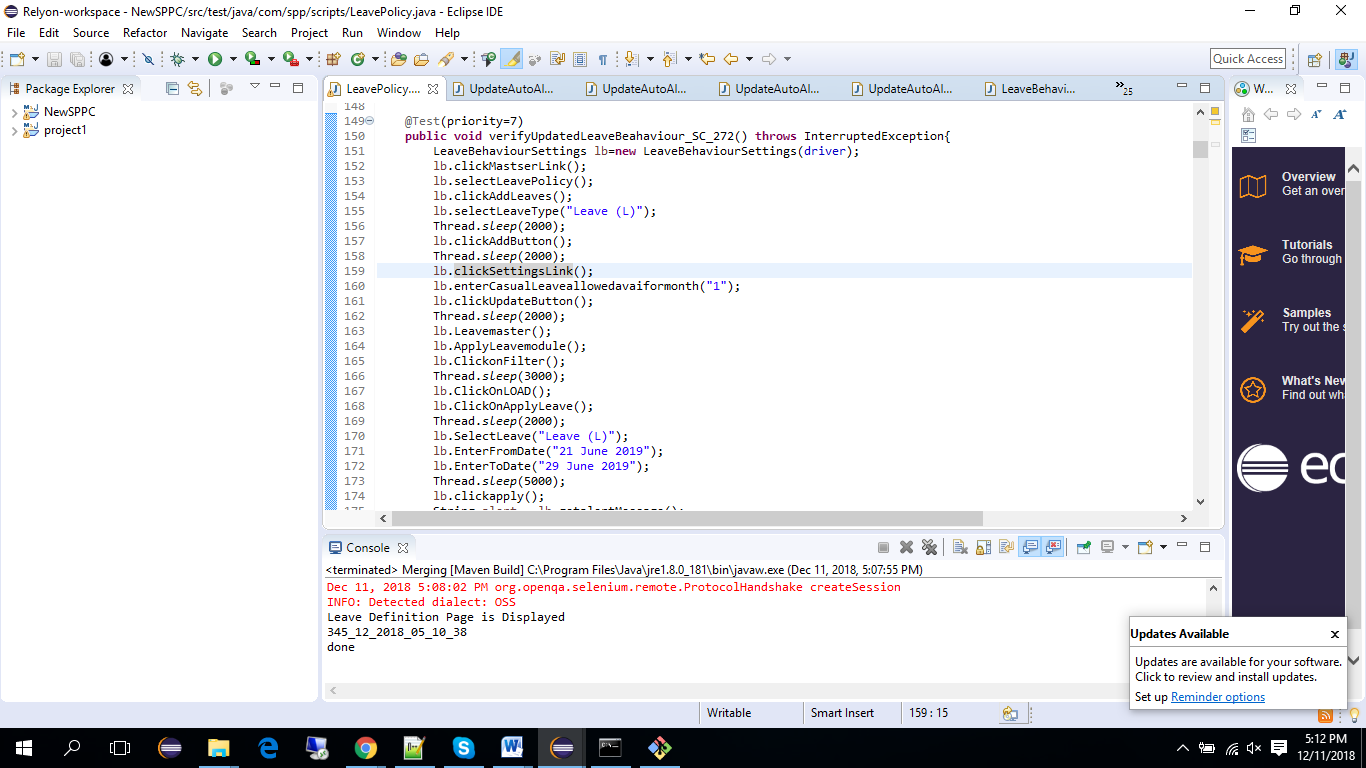 Relyon-workspace - NewSPPC/src/test/java/com/spp/scripts/LeavePolicy.java - Eclipse IDE
File Edit Source Refactor Navigate Search Project Run Window Help
Quick Access
Package Explorer
NewSPPC
project1
LeavePolicy.... UpdateAutoAl... UpdateAutoAl... UpdateAutoAl... UpdateAutoAl... LeaveBehavi... 25
148
149 @Test(priority=7)
150 public void verifyUpdatedLeaveBeahaviour_SC_272() throws InterruptedException{
151 LeaveBehaviourSettings lb=new LeaveBehaviourSettings(driver);
152 lb.clickMastserLink();
153 lb.selectLeavePolicy();
154 lb.clickAddLeaves();
155 lb.selectLeaveType("Leave (L)");
156 Thread.sleep(2000);
157 lb.clickAddButton();
158 Thread.sleep(2000);
159 lb.clickSettingsLink();
160 lb.enterCasualLeaveallowedavaiformonth("1");
161 lb.clickUpdateButton();
162 Thread.sleep(2000);
163 lb.Leavemaster();
164 lb.ApplyLeavemodule();
165 lb.ClickonFilter();
166 Thread.sleep(3000);
167 lb.ClickOnLOAD();
168 lb.ClickOnApplyLeave();
169 Thread.sleep(2000);
170 lb.SelectLeave("Leave (L)");
171 lb.EnterFromDate("21 June 2019");
172 lb.EnterToDate("29 June 2019");
173 Thread.sleep(5000);
174 lb.clickapply();
W...
Overview
Get an over
Tutorials
Go through
Samples
Try out the s
What's New
Find out wh
ec
Console
<terminated> Merging [Maven Build] C:\Program Files\Java\jre1.8.0_181\bin\javaw.exe (Dec 11, 2018, 5:07:55 PM)
Dec 11, 2018 5:08:02 PM org.openqa.selenium.remote.ProtocolHandshake createSession
INFO: Detected dialect: OSS
Leave Definition Page is Displayed
345_12_2018_05_10_38
done
Updates Available
Updates are available for your software.
Click to review and install updates.
Set up Reminder options
Writable Smart Insert 159 : 15
5:12 PM
12/11/2018